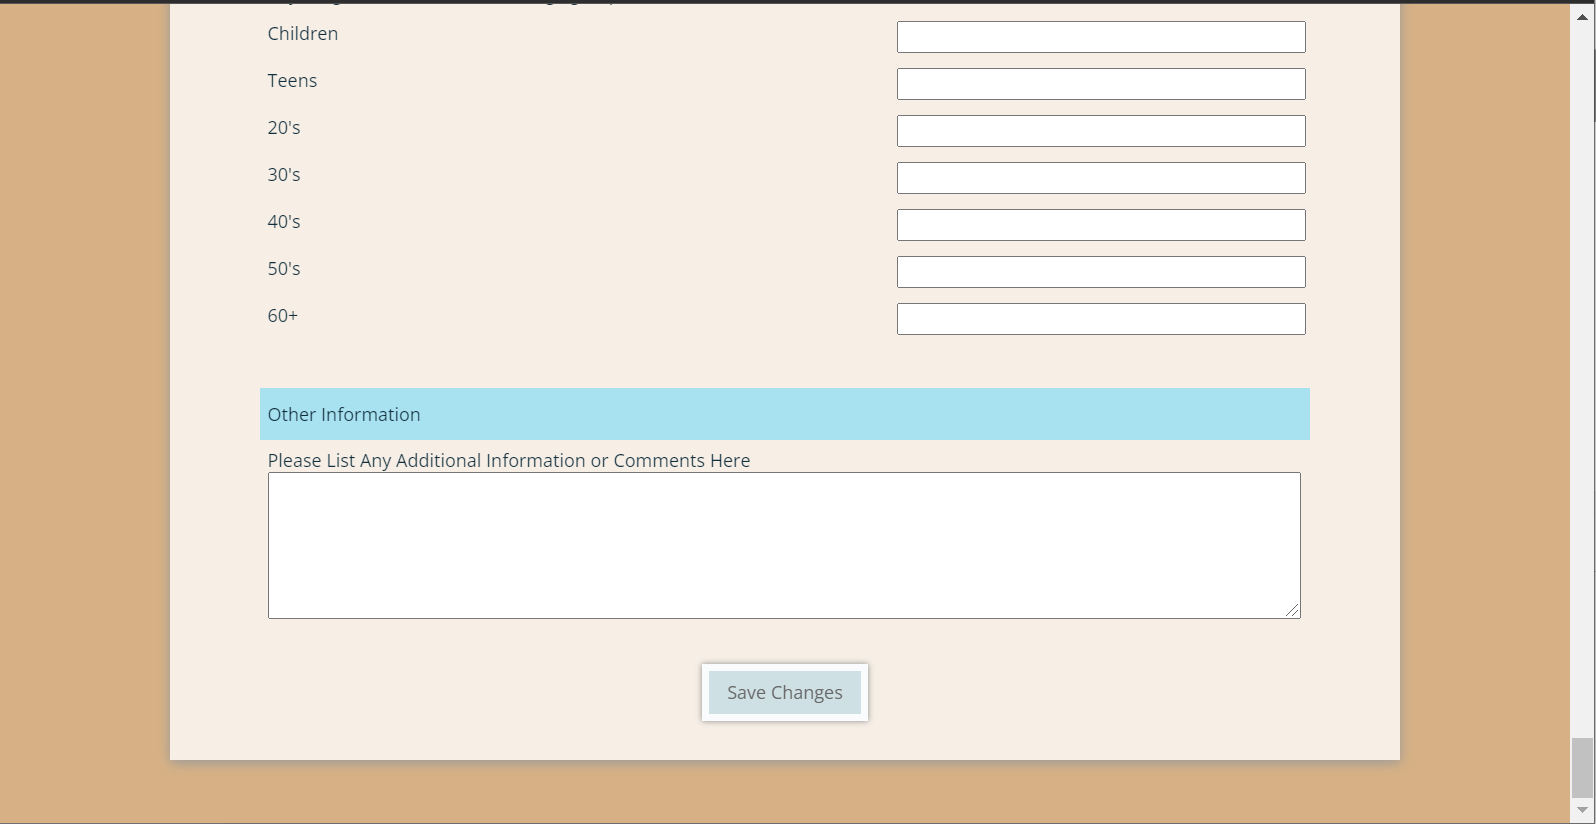 Children
Teens
20's
30's
40's
50's
60+
Other Information
Please List Any Additional Information or Comments Here
Save Changes